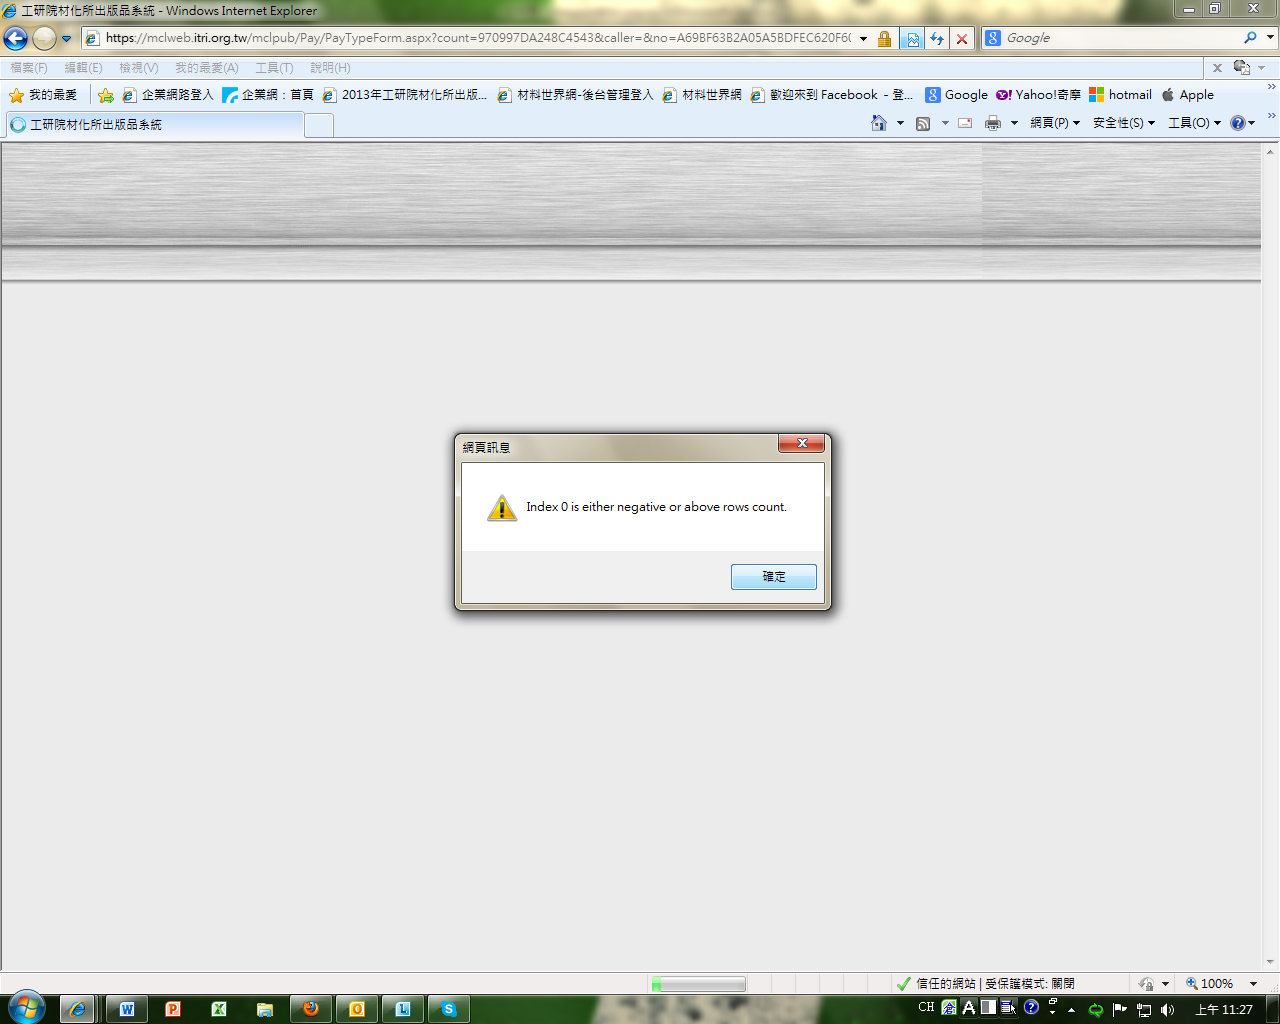 工研院材化所出版品系統 - Windows Internet Explorer
https://mclweb.itri.org.tw/mclpub/Pay/PayTypeForm.aspx?count=970997DA248C4543&caller=&no=A69BF63B2A05A5BDFEC620F60
Google
檔案(F) 編輯(E) 檢視(V) 我的最愛(A) 工具(T) 說明(H)
我的最愛 企業網路登入 企業網：首頁 2013年工研院材化所出版... 材料世界網-後台管理登入 材料世界網 歡迎來到 Facebook - 登... Google Yahoo!奇摩 hotmail Apple
工研院材化所出版品系統
網頁(P) 安全性(S) 工具(O)
網頁訊息
Index 0 is either negative or above rows count.
確定
信任的網站 | 受保護模式: 關閉
100%
CH
上午 11:27